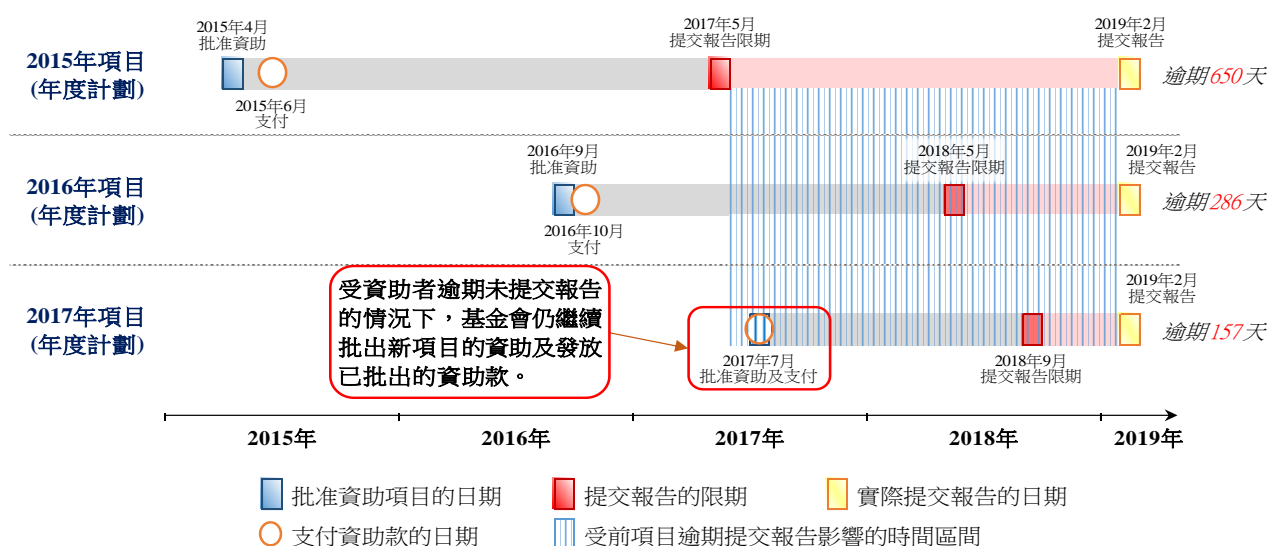 2015年項目
(年度計劃)
2015年4月
批准資助
2015年6月
支付
2017年5月
提交報告限期
2019年2月
提交報告
逾期650天
2016年項目
(年度計劃)
2016年9月
批准資助
2016年10月
支付
2018年5月
提交報告限期
2019年2月
提交報告
逾期286天
2017年項目
(年度計劃)
受資助者逾期未提交報告
的情況下，基金會仍繼續
批出新項目的資助及發放
已批出的資助款。
2017年7月
批准資助及支付
2018年9月
提交報告限期
2019年2月
提交報告
逾期157天
2015年
2016年
2017年
2018年
2019年
批准資助項目的日期
提交報告的限期
實際提交報告的日期
支付資助款的日期
受前項目逾期提交報告影響的時間區間